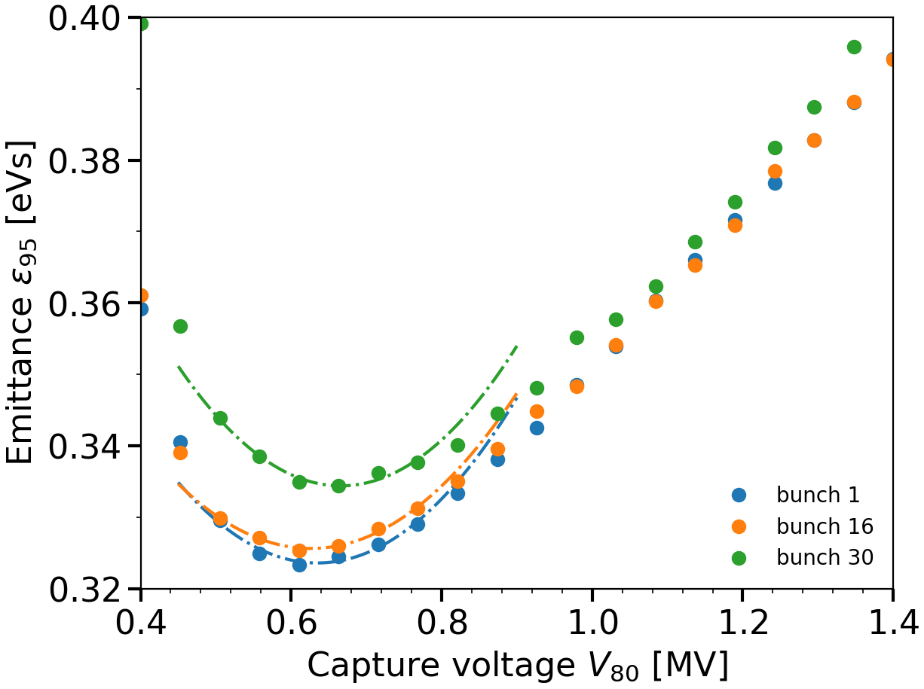 0.40
0.38
0.36
0.34
0.32
Emittance ε95 [eVs]
bunch 1
bunch 16
bunch 30
0.4 0.6 0.8 1.0 1.2 1.4
Capture voltage V80 [MV]